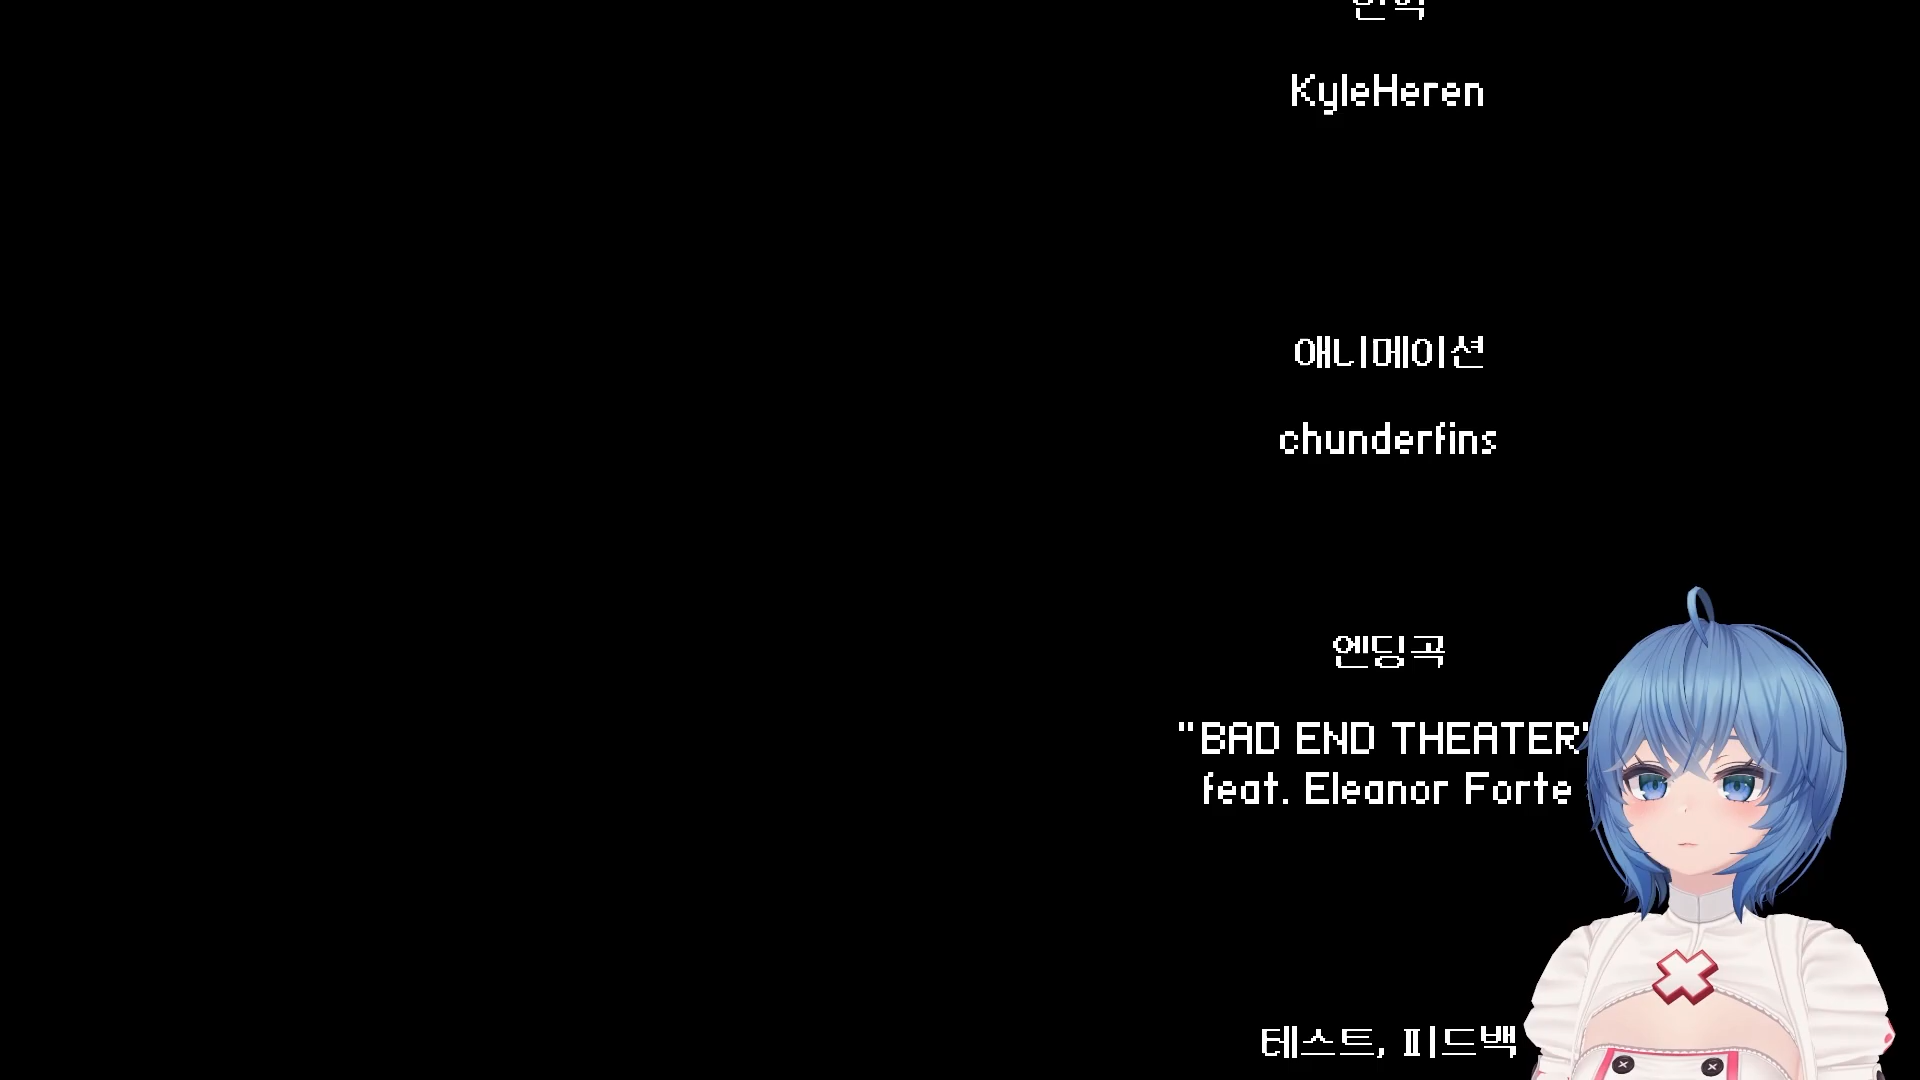 KyleHeren
애니메이션
chunderfins
엔딩곡
"BAD END THEATER"
feat. Eleanor Forte
테스트, 피드백